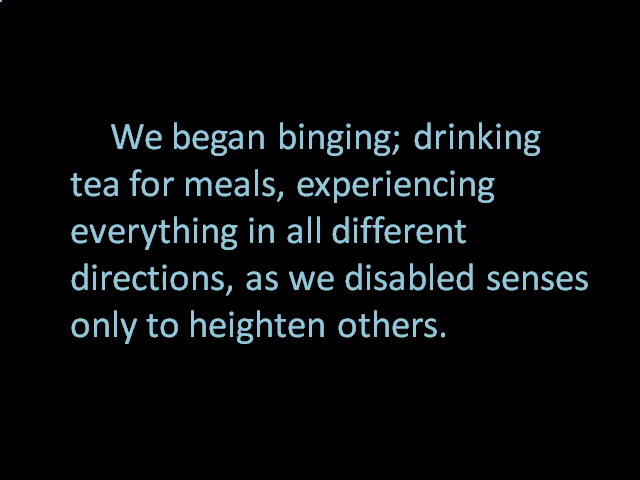 We began binging; drinking
tea for meals, experiencing
everything in all different
directions, as we disabled senses
only to heighten others.